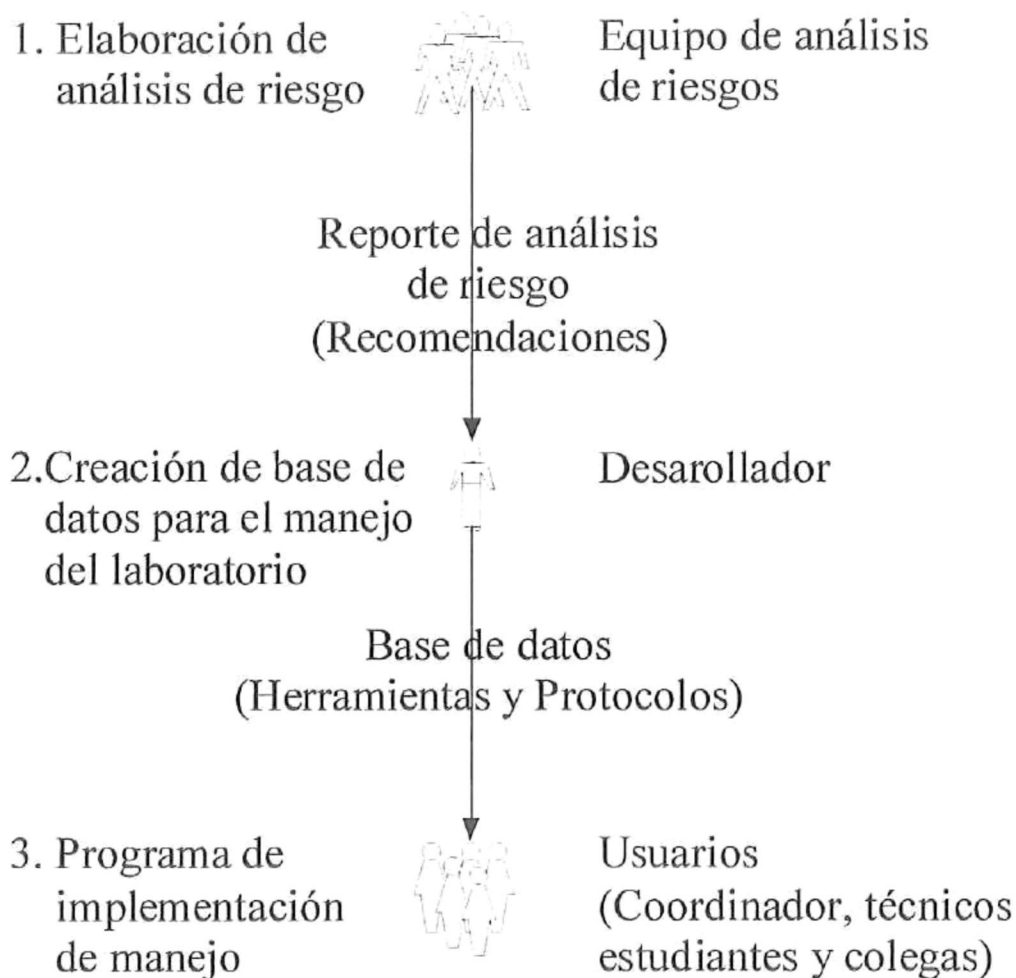 1. Elaboración de
análisis de riesgo
Equipo de análisis
de riesgos
Reporte de análisis
de riesgo
(Recomendaciones)
2.Creación de base de
datos para el manejo
del laboratorio
Desarollador
Base de datos
(Herramientas y Protocolos)
3. Programa de
implementación
de manejo
Usuarios
(Coordinador, técnicos
estudiantes y colegas)